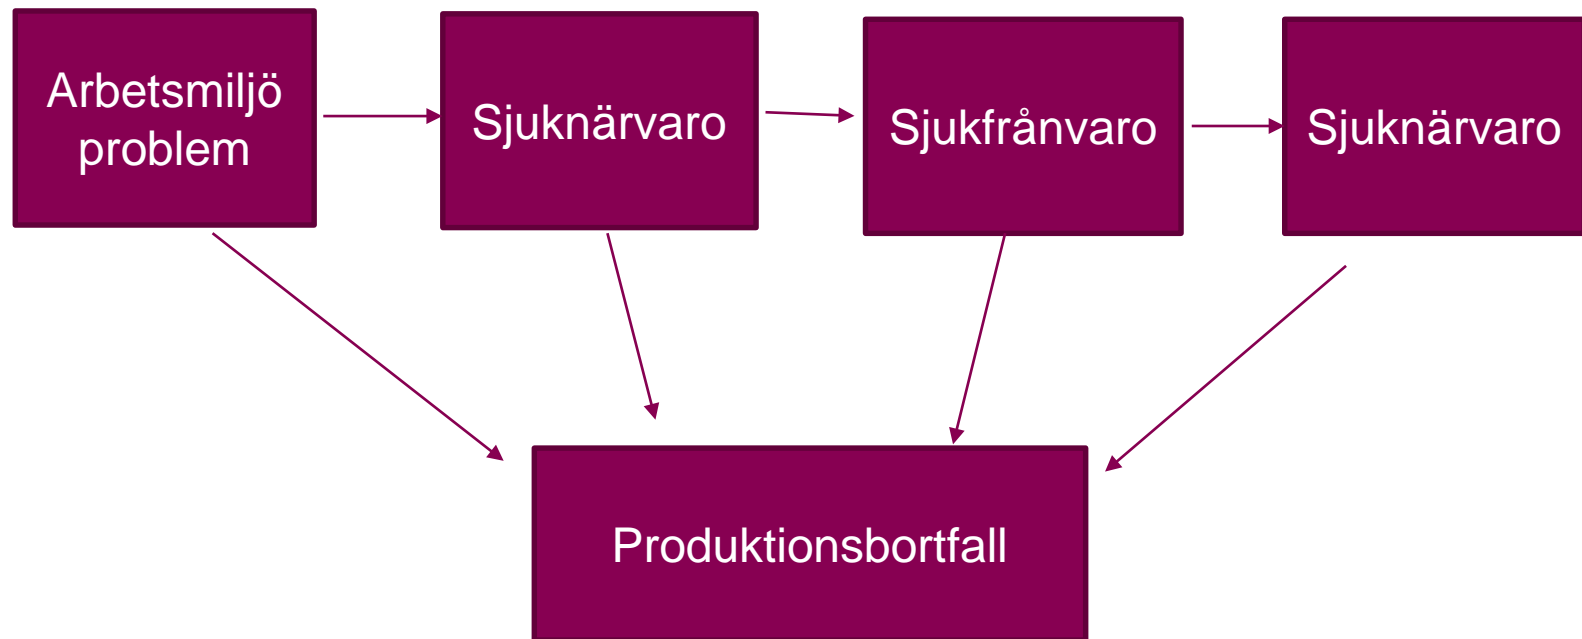 Arbetsmiljö
problem
Sjuknärvaro
Sjukfrånvaro
Sjuknärvaro
Produktionsbortfall